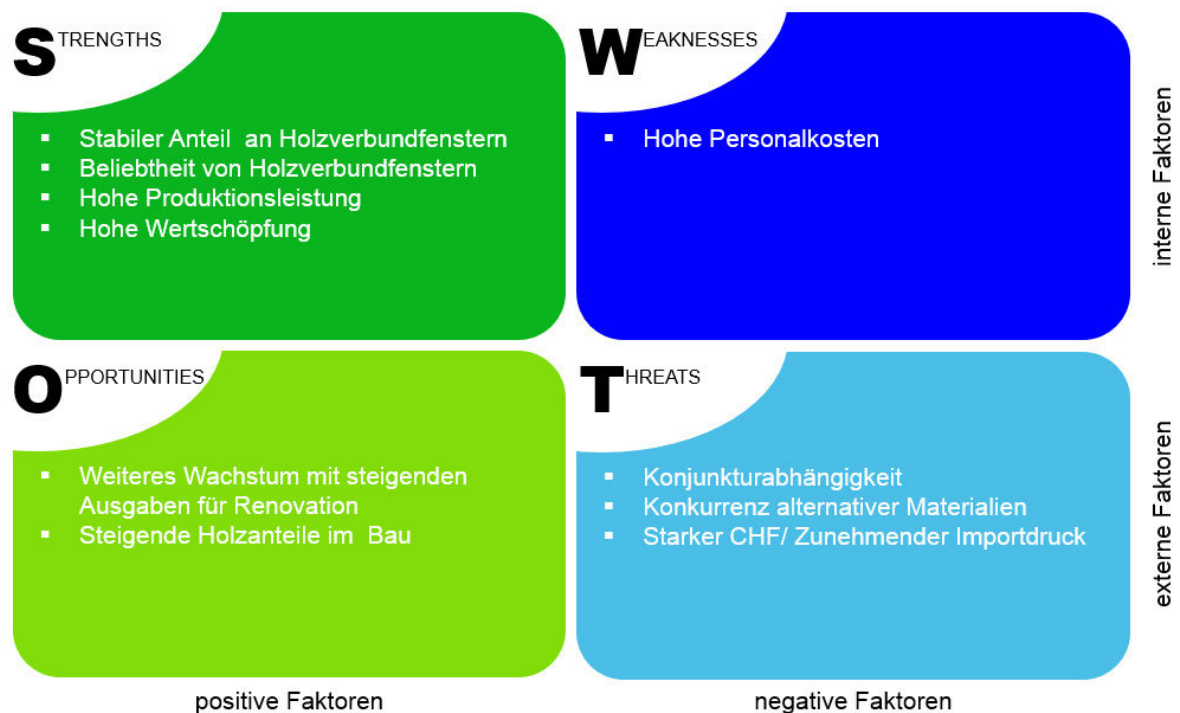 STRENGTHS
▪ Stabiler Anteil an Holzverbundfenstern
▪ Beliebtheit von Holzverbundfenstern
▪ Hohe Produktionsleistung
▪ Hohe Wertschöpfung
WEAKNESSES
▪ Hohe Personalkosten
interne Faktoren
OPPORTUNITIES
▪ Weiteres Wachstum mit steigenden
Ausgaben für Renovation
▪ Steigende Holzanteile im Bau
THREATS
▪ Konjunkturabhängigkeit
▪ Konkurrenz alternativer Materialien
▪ Starker CHF/ Zunehmender Importdruck
externe Faktoren
positive Faktoren
negative Faktoren